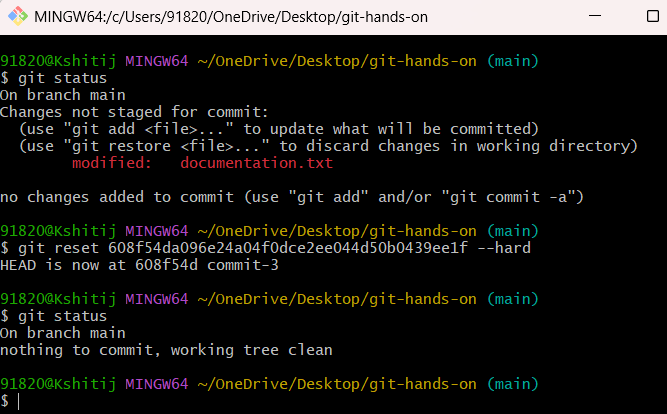 MINGW64:/c/Users/91820/OneDrive/Desktop/git-hands-on
91820@Kshitij MINGW64 ~/OneDrive/Desktop/git-hands-on (main)
$ git status
On branch main
Changes not staged for commit:
  (use "git add <file>..." to update what will be committed)
  (use "git restore <file>..." to discard changes in working directory)
        modified:   documentation.txt

no changes added to commit (use "git add" and/or "git commit -a")

91820@Kshitij MINGW64 ~/OneDrive/Desktop/git-hands-on (main)
$ git reset 608f54da096e24a04f0dce2ee044d50b0439ee1f --hard
HEAD is now at 608f54d commit-3

91820@Kshitij MINGW64 ~/OneDrive/Desktop/git-hands-on (main)
$ git status
On branch main
nothing to commit, working tree clean

91820@Kshitij MINGW64 ~/OneDrive/Desktop/git-hands-on (main)
$